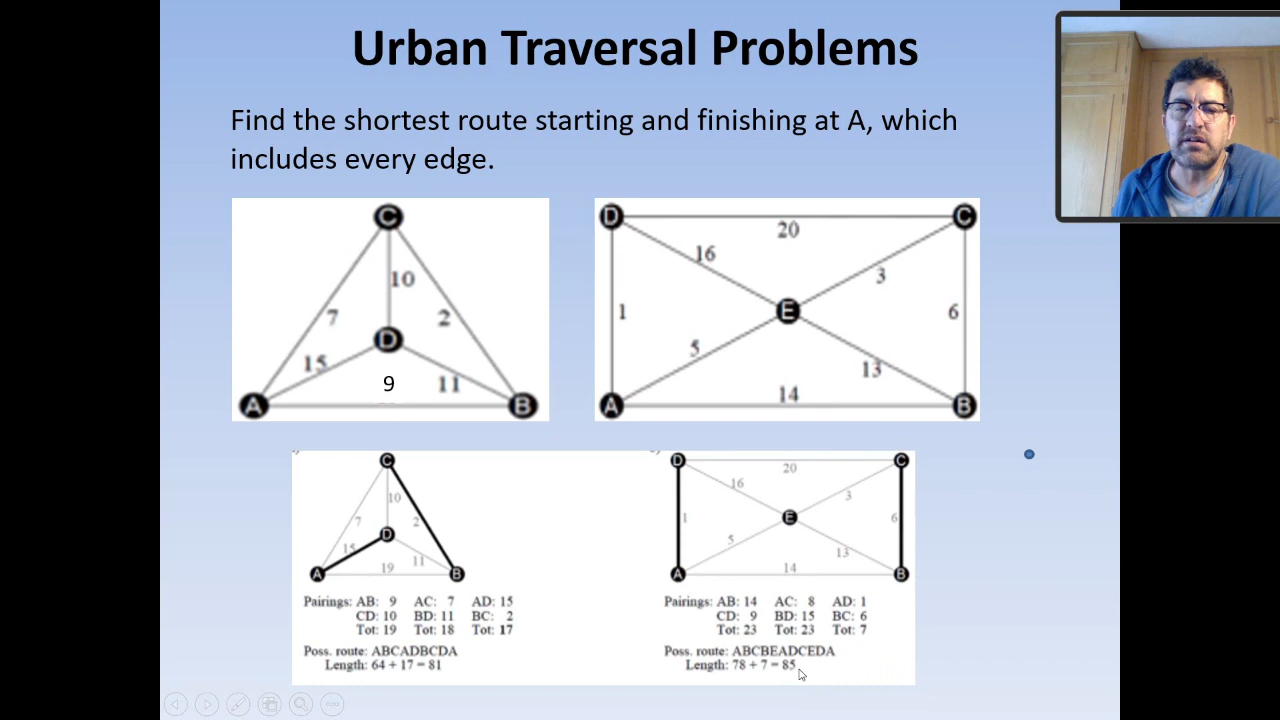 Urban Traversal Problems
Find the shortest route starting and finishing at A, which
includes every edge.
C
10
7
2
D
15
9
11
A
B
D
C
20
16
3
1
E
6
5
13
14
A
B
C
10
7
2
D
15
19
11
A
B
Pairings: AB: 9 AC: 7 AD: 15
CD: 10 BD: 11 BC: 2
Tot: 19 Tot: 18 Tot: 17
Poss. route: ABCADBCDA
Length: 64 + 17 = 81
D
C
20
16
3
1
E
6
5
13
14
A
B
Pairings: AB: 14 AC: 8 AD: 1
CD: 9 BD: 15 BC: 6
Tot: 23 Tot: 23 Tot: 7
Poss. route: ABCBEADCEDA
Length: 78 + 7 = 85